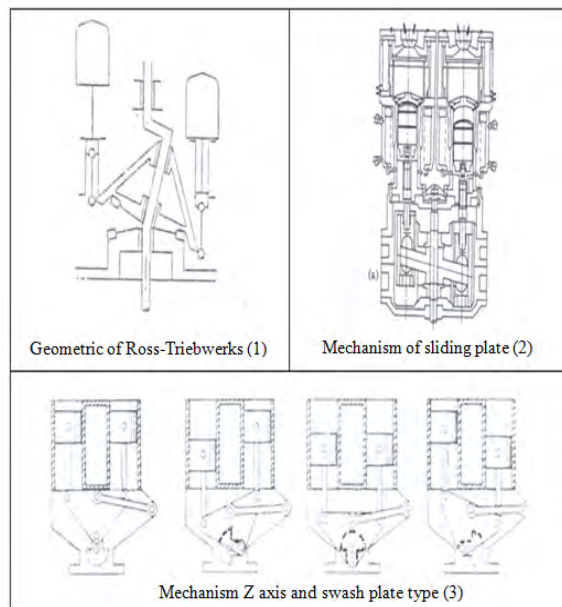 Geometric of Ross-Triebwerks (1)
(a)
Mechanism of sliding plate (2)
Mechanism Z axis and swash plate type (3)